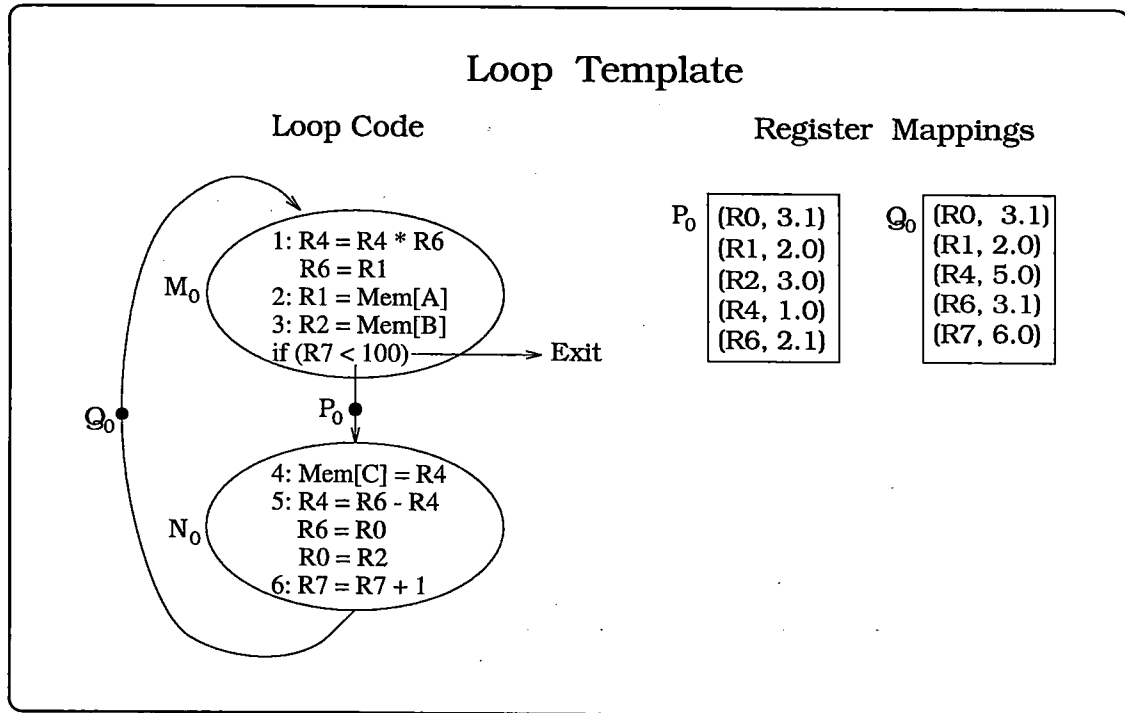 Loop Template
Loop Code
Register Mappings
1: R4 = R4 * R6
R6 = R1
2: R1 = Mem[A]
3: R2 = Mem[B]
if (R7 < 100)
Exit
M0
P0
Q0
4: Mem[C] = R4
5: R4 = R6 - R4
R6 = R0
R0 = R2
6: R7 = R7 + 1
N0
P0
(R0, 3.1)
(R1, 2.0)
(R2, 3.0)
(R4, 1.0)
(R6, 2.1)
Q0
(R0, 3.1)
(R1, 2.0)
(R4, 5.0)
(R6, 3.1)
(R7, 6.0)